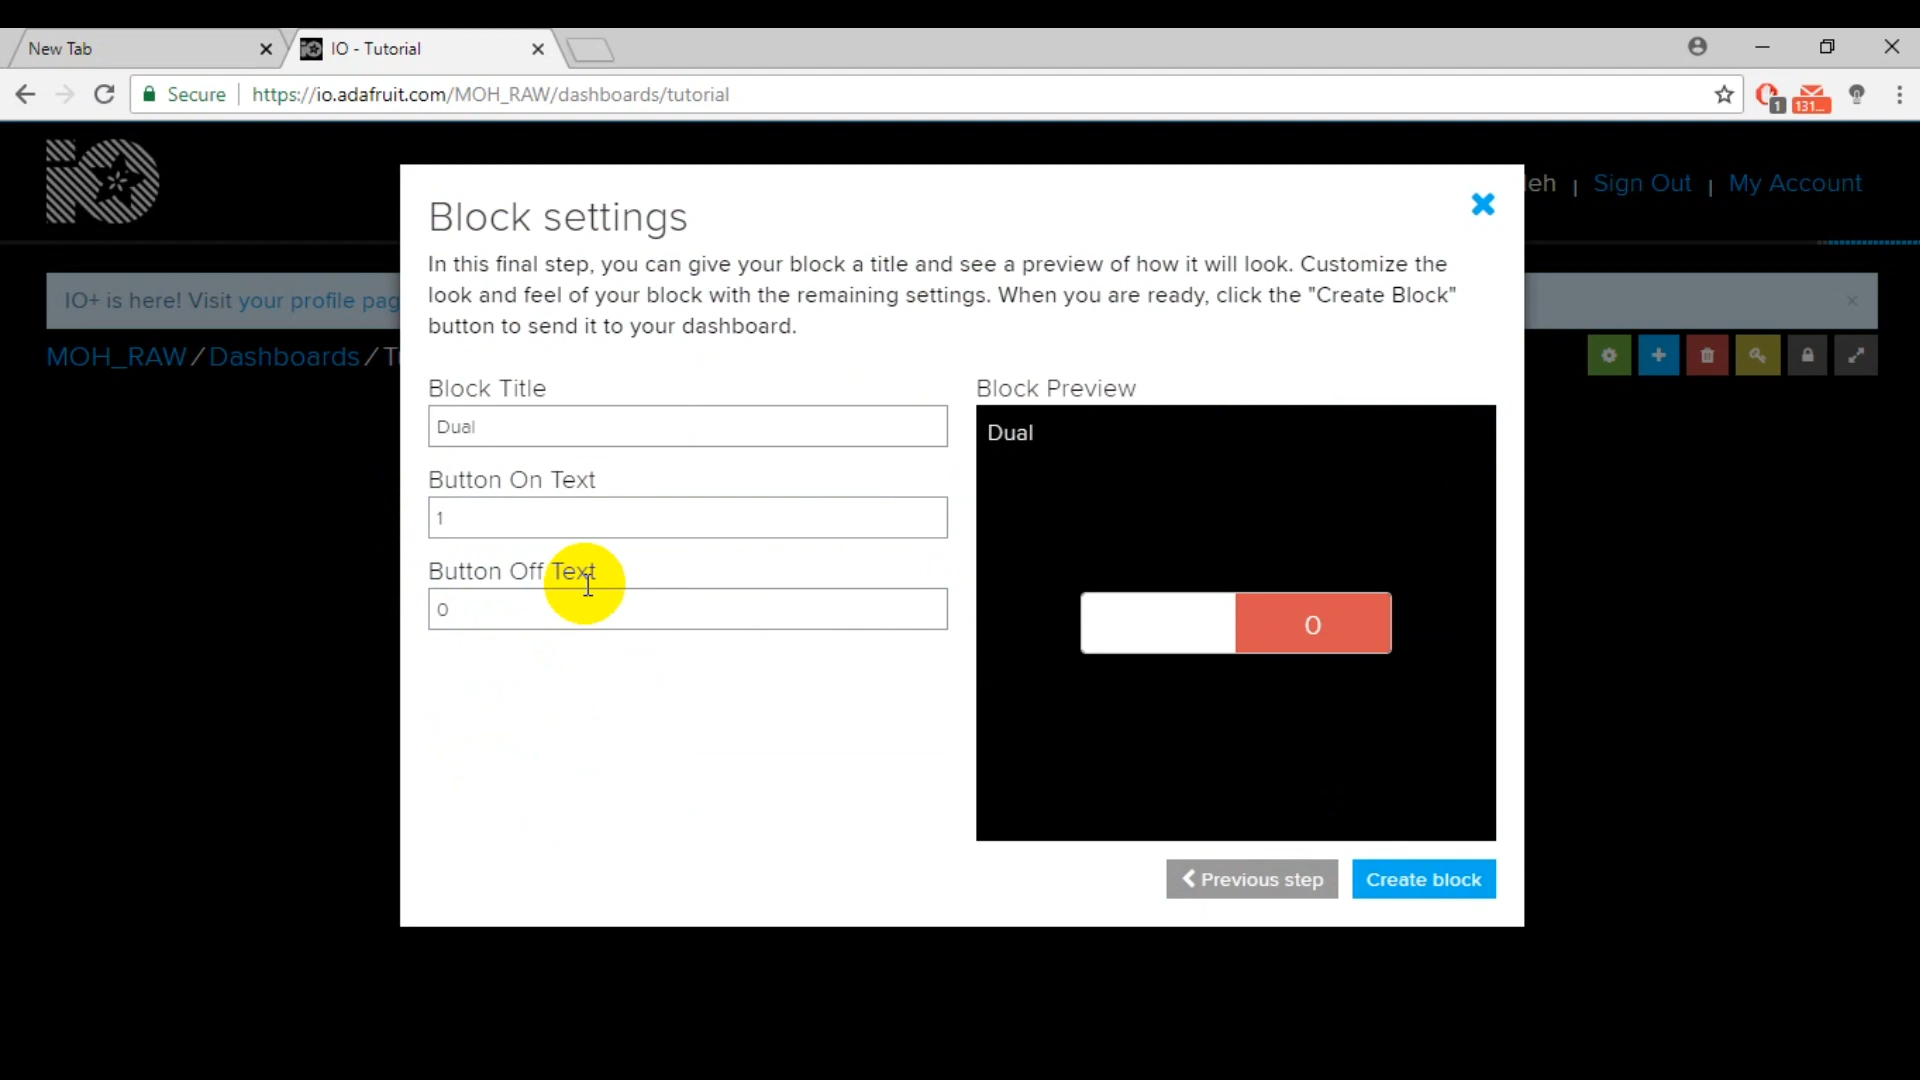 New Tab
IO - Tutorial
Secure
https://io.adafruit.com/MOH_RAW/dashboards/tutorial
1
131...
Sign Out | My Account
Block settings
In this final step, you can give your block a title and see a preview of how it will look. Customize the
look and feel of your block with the remaining settings. When you are ready, click the "Create Block"
button to send it to your dashboard.
IO+ is here! Visit your profile pag
MOH_RAW / Dashboards / T
Block Title
Dual
Button On Text
1
Button Off Text
0
Block Preview
Dual
0
Previous step
Create block